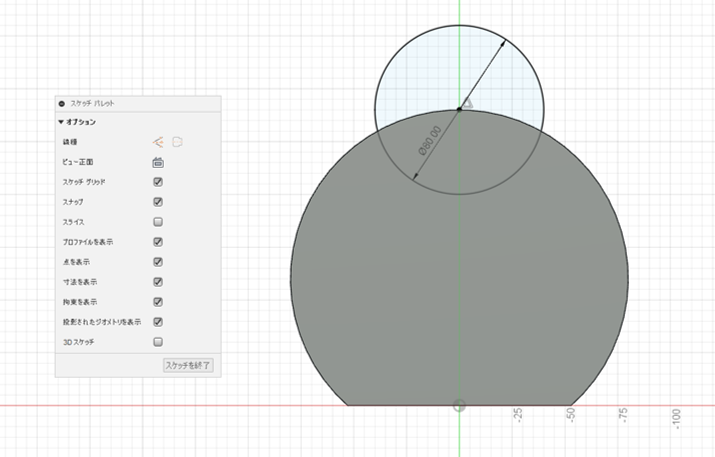 スケッチ パレット
オプション
線種
ビュー正面
スケッチ グリッド
スナップ
スライス
プロファイルを表示
点を表示
寸法を表示
拘束を表示
投影されたジオメトリを表示
3D スケッチ
スケッチを終了
Ø80.00
-25
-50
-75
-100